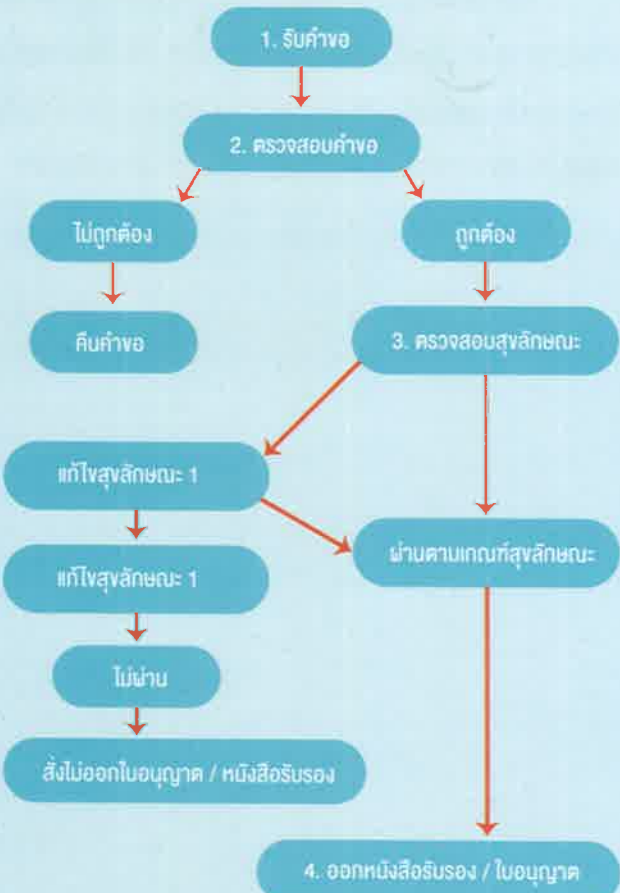 1. รับคำขอ
2. ตรวจสอบคำขอ
ไม่ถูกต้อง
ถูกต้อง
คืนคำขอ
3. ตรวจสอบสุขลักษณะ
แก้ไขสุขลักษณะ 1
ผ่านตามเกณฑ์สุขลักษณะ
แก้ไขสุขลักษณะ 1
ไม่ผ่าน
สั่งไม่ออกใบอนุญาต / หนังสือรับรอง
4. ออกหนังสือรับรอง / ใบอนุญาต